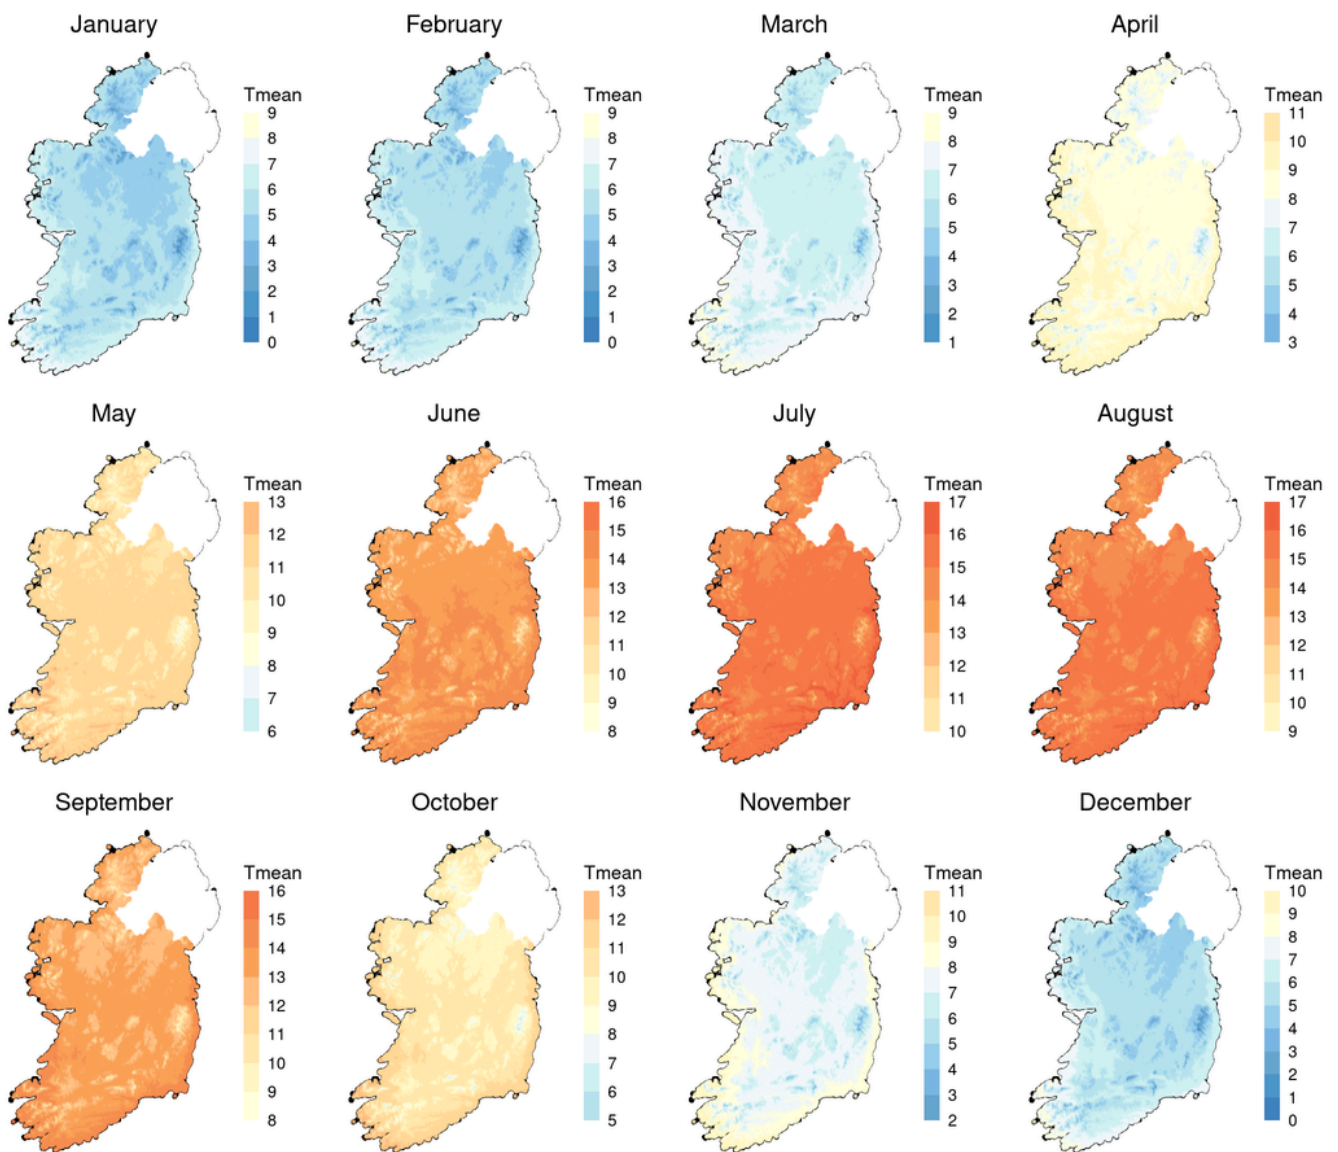 January February March April
Tmean Tmean Tmean Tmean
9 9 9 11
8 8 8 10
7 7 7 9
6 6 6 8
5 5 5 7
4 4 4 6
3 3 3 5
2 2 2 4
1 1 1 3
0 0
May June July August
Tmean Tmean Tmean Tmean
13 16 17 17
12 15 16 16
11 14 15 15
10 13 14 14
9 12 13 13
8 11 12 12
7 10 11 11
6 9 10 10
8 9
September October November December
Tmean Tmean Tmean Tmean
16 13 11 10
15 12 10 9
14 11 9 8
13 10 8 7
12 9 7 6
11 8 6 5
10 7 5 4
9 6 4 3
8 5 3 2
2 1
0